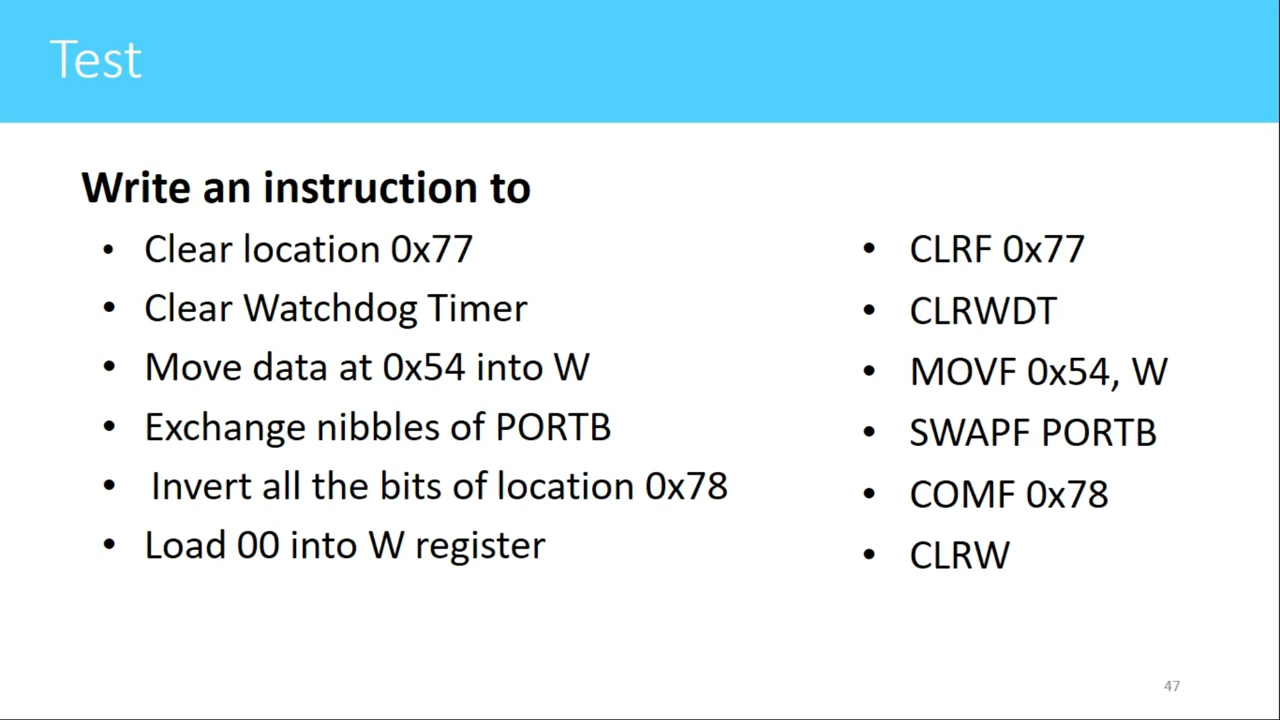 Test
Write an instruction to
• Clear location 0x77
• Clear Watchdog Timer
• Move data at 0x54 into W
• Exchange nibbles of PORTB
• Invert all the bits of location 0x78
• Load 00 into W register
• CLRF 0x77
• CLRWDT
• MOVF 0x54, W
• SWAPF PORTB
• COMF 0x78
• CLRW
47